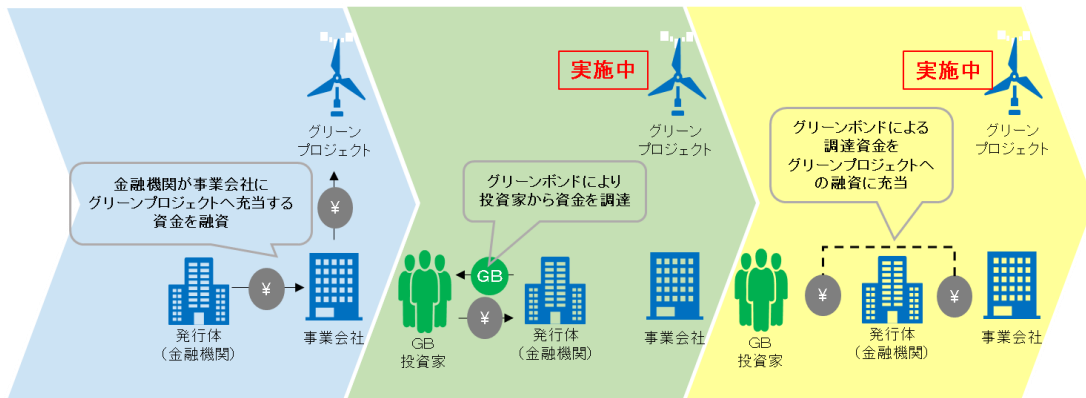 グリーン
プロジェクト
金融機関が事業会社に
グリーンプロジェクトへ充当する
資金を融資
¥
¥
発行体
(金融機関)
事業会社
実施中
グリーン
プロジェクト
グリーンボンドにより
投資家から資金を調達
GB
¥
GB
投資家
発行体
(金融機関)
事業会社
実施中
グリーン
プロジェクト
グリーンボンドによる
調達資金を
グリーンプロジェクトへ
の融資に充当
¥
¥
GB
投資家
発行体
(金融機関)
事業会社